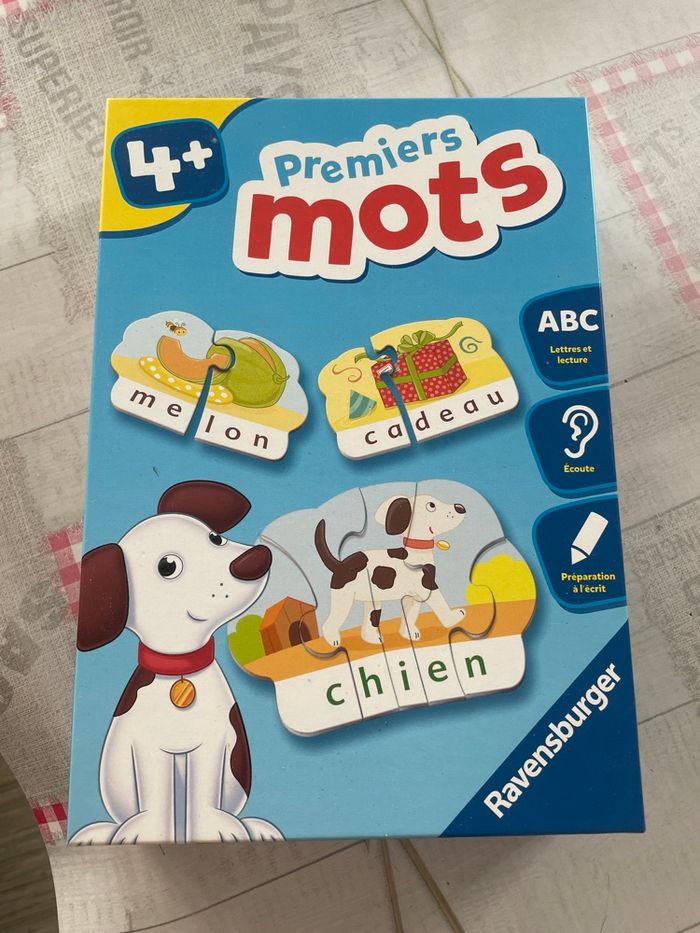 4+
Premiers
mots
melon
cadeau
ABC
Lettres et
lecture
Écoute
Préparation
à l'écrit
chien
Ravensburger